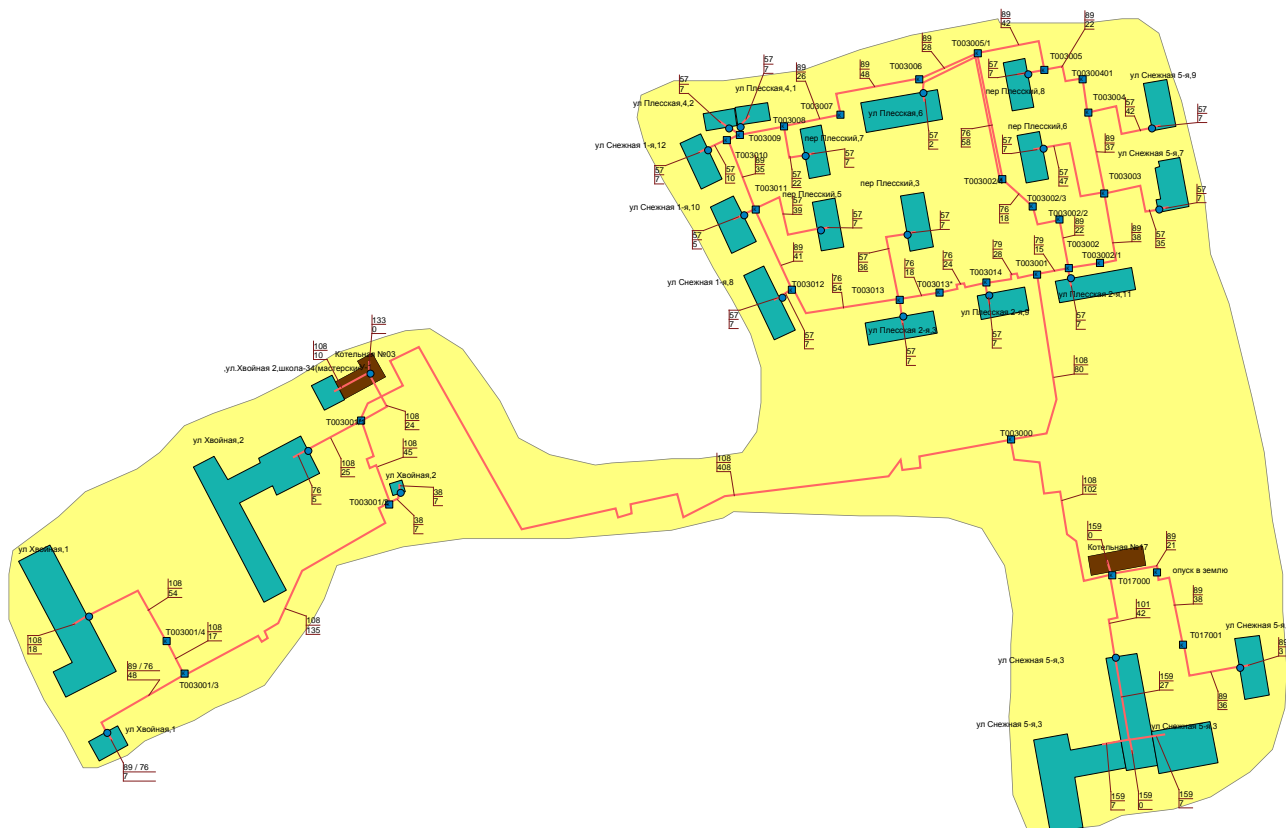 89
42
89
22
T003005/1
89
28
57
7
57
7
89
26
89
48
T003006
57
7
T003005
T00300401
ул Снежная 5-я,9
ул Плесская,4,1
пер Плесский,8
ул Плесская,4,2
T003007
T003004
57
42
57
7
T003008
ул Плесская,6
76
58
57
7
пер Плесский,6
ул Снежная 1-я,12
T003009
пер Плесский,7
57
2
89
37
ул Снежная 5-я,7
T003010
89
35
57
7
57
7
57
10
57
22
57
47
T003003
57
7
T003011
пер Плесский,5
пер Плесский,3
ул Снежная 1-я,10
57
39
57
7
57
7
76
18
T003002/3
T003002/2
89
22
89
38
57
35
57
5
79
28
79
15
T003002
T003002/1
89
41
57
36
76
18
76
24
T003014
T003001
ул Снежная 1-я,8
T003012
76
54
T003013
T003013*
ул Плесская 2-я,11
ул Плесская 2-я,9
ул Плесская 2-я,3
57
7
57
7
57
7
57
7
57
7
133
0
108
10
Котельная №03
,ул.Хвойная 2,школа-34(мастерские)
108
80
108
24
ул Хвойная,2
108
45
108
25
T003000
108
408
ул Хвойная,2
76
5
38
7
38
7
108
102
159
0
Котельная №17
89
21
опуск в землю
T017000
ул Хвойная,1
108
54
89
38
101
42
108
135
T003001/4
108
17
T017001
108
18
89 / 76
48
T003001/3
ул Снежная 5-я,3
159
27
89
36
ул Хвойная,1
ул Снежная 5-я,3
ул Снежная 5-я,3
89 / 76
7
159
7
159
0
159
7